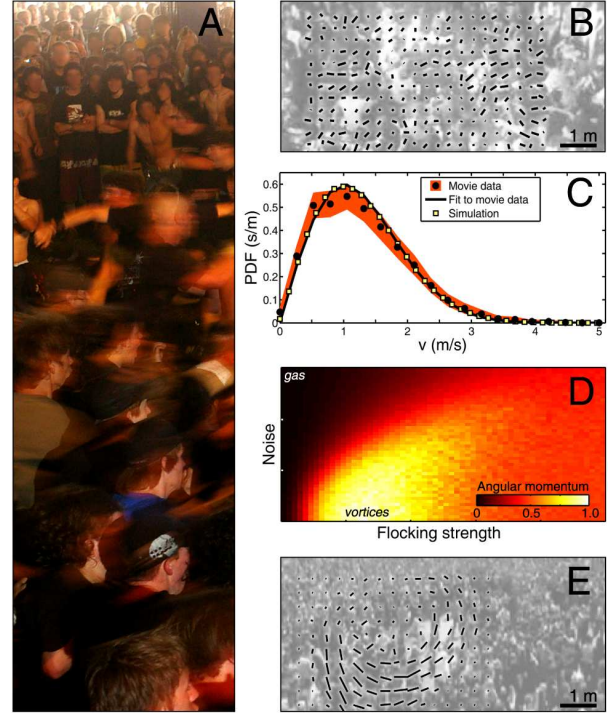 A
B
1 m
C
0.6
0.5
0.4
0.3
0.2
0.1
0
PDF (s/m)
Movie data
Fit to movie data
Simulation
0
1
2
3
4
5
v (m/s)
D
gas
Noise
Angular momentum
0
0.5
1.0
vortices
Flocking strength
E
1 m